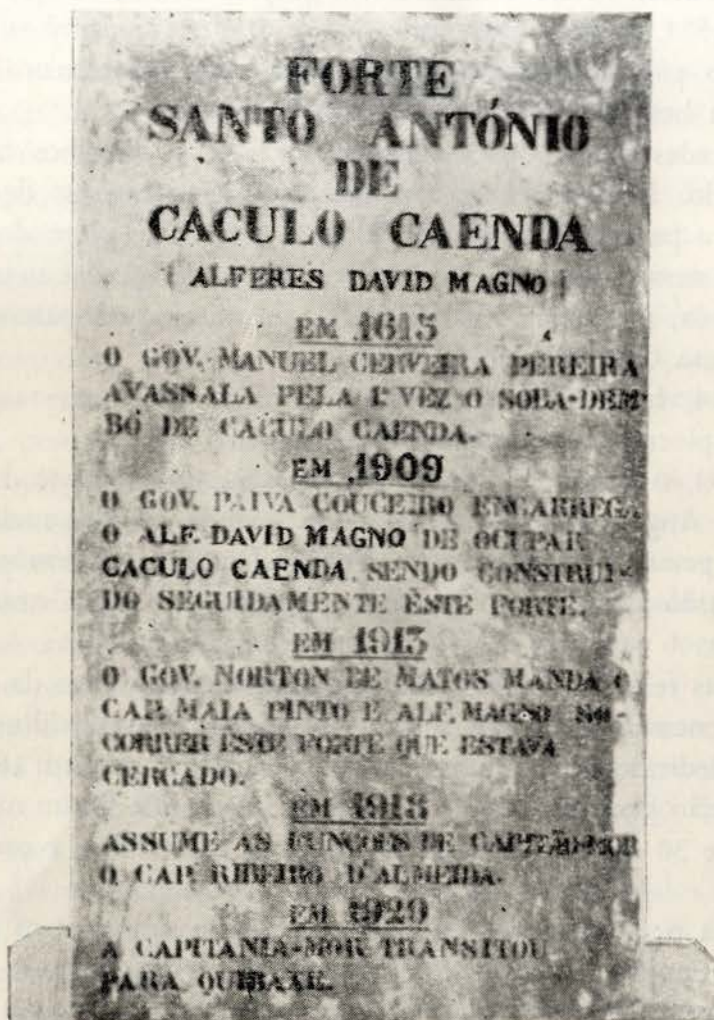 FORTE
SANTO ANTÓNIO
DE
CACULO CAENDA
( ALFERES DAVID MAGNO )
EM 1615
O GOV. MANUEL CERVEIRA PEREIRA
AVASSALA PELA 1ª VEZ O SOBA-DEM-
BO DE CACULO CAENDA.
EM 1909
O GOV. PAIVA COUCEIRO ENCARREGA
O ALF. DAVID MAGNO DE OCUPAR
CACULO CAENDA, SENDO CONSTRUI-
DO SEGUIDAMENTE ÊSTE FORTE.
EM 1913
O GOV. NORTON DE MATOS MANDA O
CAP. MAIA PINTO E ALF. MAGNO SO-
CORRER ESTE FORTE QUE ESTAVA
CERCADO.
EM
ASSUME AS FUNÇÕES DE CAPITÃO-MOR
O CAP. RIBEIRO D'ALMEIDA.
EM 1920
A CAPITANIA-MOR TRANSITOU
PARA QUIBAXE.